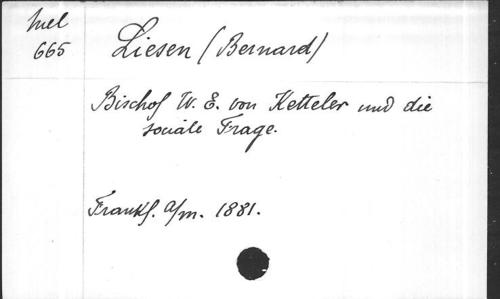 Mel
665
Liesen (Bernard)
Bischof W. E. von Ketteler und die
sociale Frage.
Frankf. a/m. 1881.